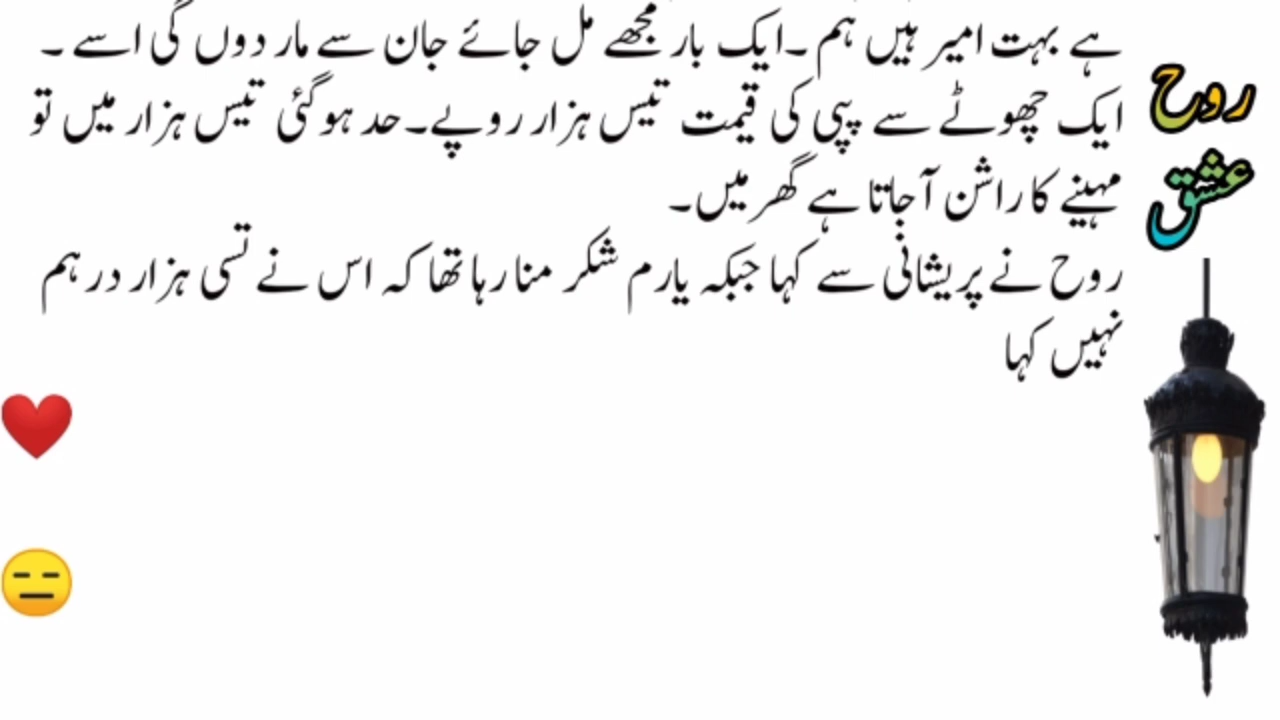 ہے بہت امیر ہیں ہم ۔ایک بار مجھے مل جائے جان سے مار دوں گی اسے ۔
ایک چھوٹے سے پپی کی قیمت تیس ہزار روپے۔حد ہوگئی تیس ہزار میں تو
مہینے کا راشن آجاتا ہے گھر میں۔
روح نے پریشانی سے کہا جبکہ یارم شکر منا رہا تھا کہ اس نے تسی ہزار درہم
نہیں کہا
روح
عشق